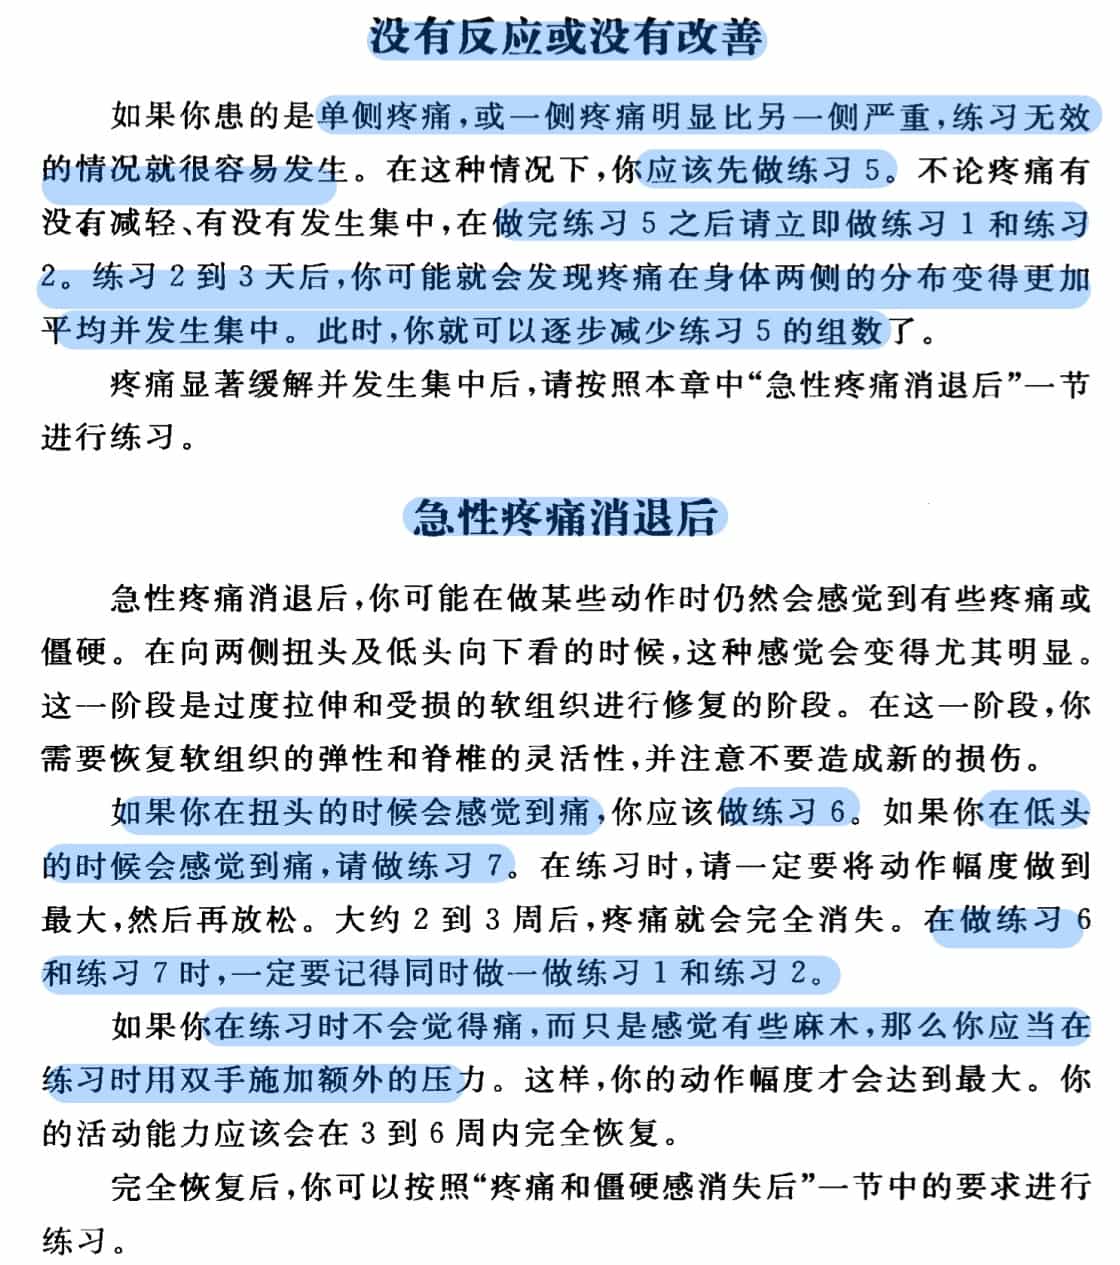 没有反应或没有改善
如果你患的是单侧疼痛,或一侧疼痛明显比另一侧严重,练习无效
的情况就很容易发生。在这种情况下,你应该先做练习 5。不论疼痛有
没有减轻、有没有发生集中,在做完练习 5 之后请立即做练习 1 和练习
2。练习 2 到 3 天后,你可能就会发现疼痛在身体两侧的分布变得更加
平均并发生集中。此时,你就可以逐步减少练习 5 的组数了。
疼痛显著缓解并发生集中后,请按照本章中“急性疼痛消退后”一节
进行练习。
急性疼痛消退后
急性疼痛消退后,你可能在做某些动作时仍然会感觉到有些疼痛或
僵硬。在向两侧扭头及低头向下看的时候,这种感觉会变得尤其明显。
这一阶段是过度拉伸和受损的软组织进行修复的阶段。在这一阶段,你
需要恢复软组织的弹性和脊椎的灵活性,并注意不要造成新的损伤。
如果你在扭头的时候会感觉到痛,你应该做练习 6。如果你在低头
的时候会感觉到痛,请做练习 7。在练习时,请一定要将动作幅度做到
最大,然后再放松。大约 2 到 3 周后,疼痛就会完全消失。在做练习 6
和练习 7 时,一定要记得同时做一做练习 1 和练习 2。
如果你在练习时不会觉得痛,而只是感觉有些麻木,那么你应当在
练习时用双手施加额外的压力。这样,你的动作幅度才会达到最大。你
的活动能力应该会在 3 到 6 周内完全恢复。
完全恢复后,你可以按照“疼痛和僵硬感消失后”一节中的要求进行
练习。